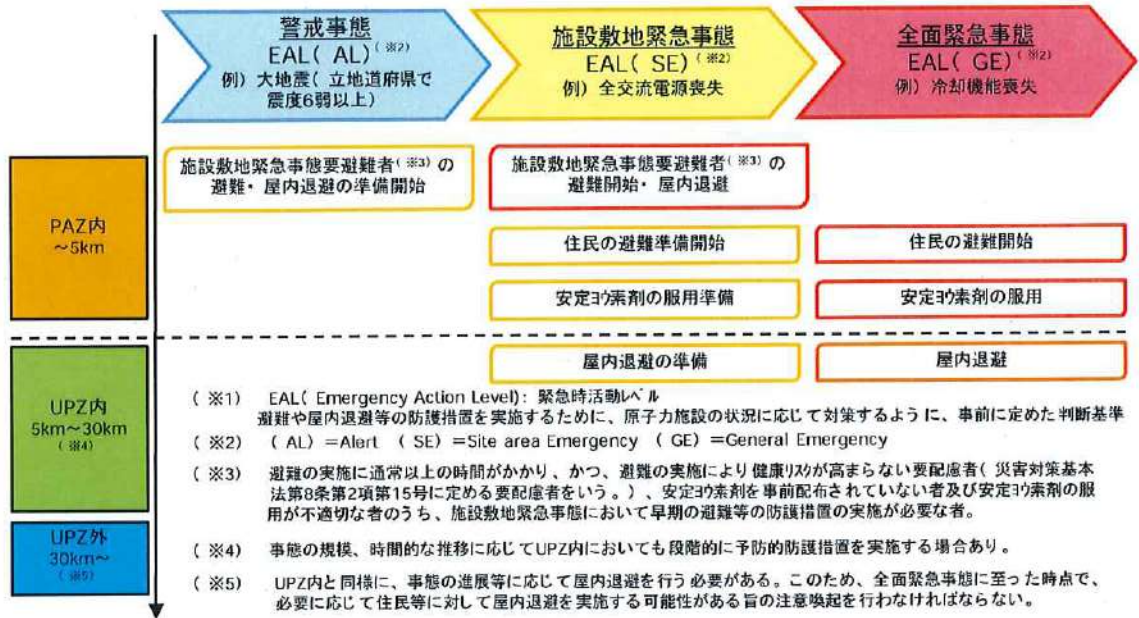 警戒事態
EAL( AL)(※2)
例) 大地震( 立地道府県で
震度6弱以上)
施設敷地緊急事態
EAL( SE)(※2)
例) 全交流電源喪失
全面緊急事態
EAL( GE)(※2)
例) 冷却機能喪失
PAZ内
~5km
施設敷地緊急事態要避難者(※3)の
避難・屋内退避の準備開始
施設敷地緊急事態要避難者(※3)の
避難開始・屋内退避
住民の避難準備開始
住民の避難開始
安定ヨウ素剤の服用準備
安定ヨウ素剤の服用
屋内退避の準備
屋内退避
UPZ内
5km~30km
(※4)
UPZ外
30km~
(※5)
(※1) EAL( Emergency Action Level): 緊急時活動レベル
避難や屋内退避等の防護措置を実施するために、原子力施設の状況に応じて対策するように、事前に定めた判断基準
(※2) ( AL) =Alert ( SE) =Site area Emergency ( GE) =General Emergency
(※3) 避難の実施に通常以上の時間がかかり、かつ、避難の実施により健康リスクが高まらない要配慮者( 災害対策基本
法第8条第2項第15号に定める要配慮者をいう。)、安定ヨウ素剤を事前配布されていない者及び安定ヨウ素剤の服
用が不適切な者のうち、施設敷地緊急事態において早期の避難等の防護措置の実施が必要な者。
(※4) 事態の規模、時間的な推移に応じてUPZ内においても段階的に予防的防護措置を実施する場合あり。
(※5) UPZ内と同様に、事態の進展等に応じて屋内退避を行う必要がある。このため、全面緊急事態に至った時点で、
必要に応じて住民等に対して屋内退避を実施する可能性がある旨の注意喚起を行わなければならない。